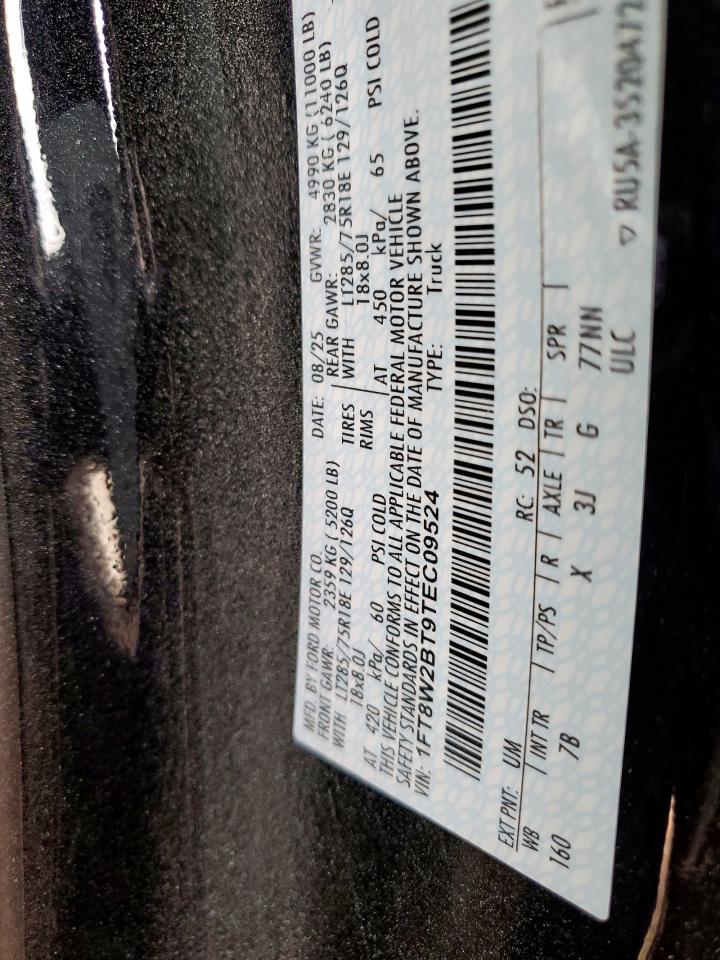 MFD. BY FORD MOTOR CO.
DATE: 08/25 GVWR: 4990 KG (11000 LB)
FRONT GAWR: 2359 KG ( 5200 LB) REAR GAWR: 2830 KG ( 6240 LB)
WITH LT285/75R18E 129/126Q TIRES WITH LT285/75R18E 129/126Q
18x8.0J RIMS 18x8.0J
AT 420 kPa/ 60 PSI COLD AT 450 kPa/ 65 PSI COLD
THIS VEHICLE CONFORMS TO ALL APPLICABLE FEDERAL MOTOR VEHICLE
SAFETY STANDARDS IN EFFECT ON THE DATE OF MANUFACTURE SHOWN ABOVE.
VIN: 1FT8W2BT9TEC09524 TYPE: Truck
EXT PNT: UM RC: 52 DSO:
WB | INT TR | TP/PS | R | AXLE | TR | SPR |
160 7B X 3J G 77NN
ULC
▽ RU5A-3520472